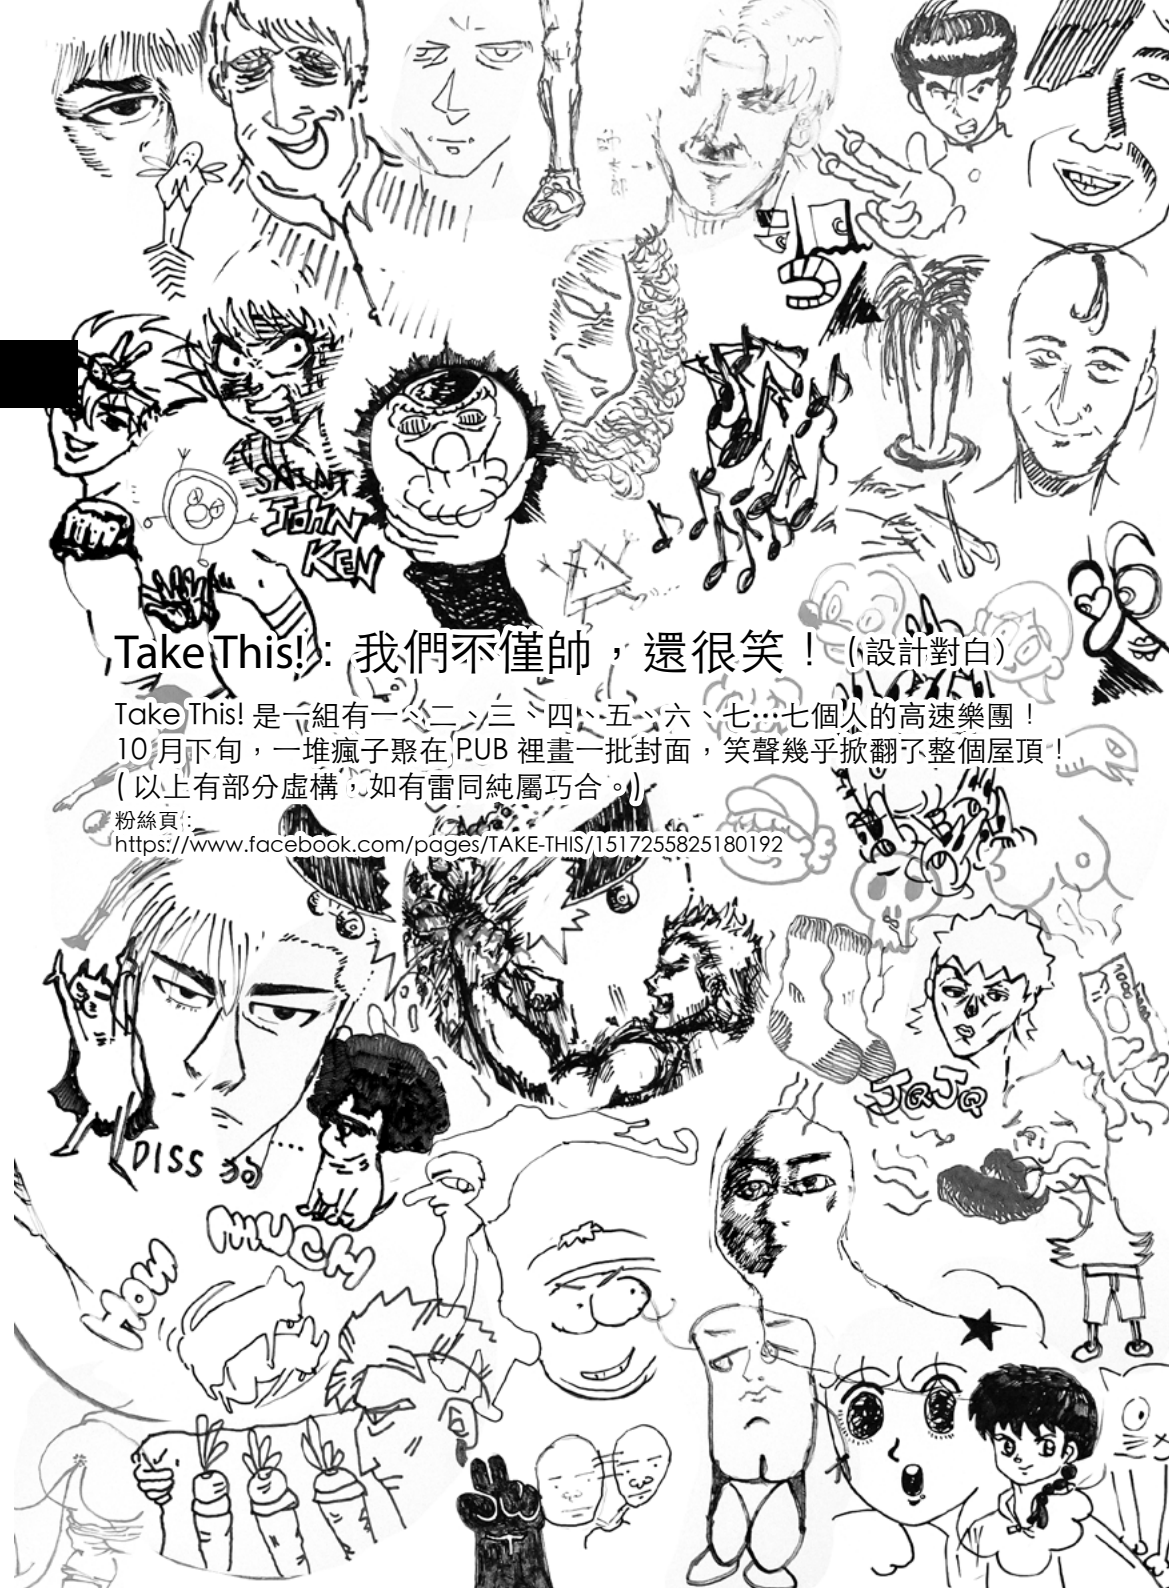 SAINT
JOHN
KEN
Take This!：我們不僅帥，還很笑！（設計對白）
Take This! 是一組有一、二、三、四、五、六、七…七個人的高速樂團！
10 月下旬，一堆瘋子聚在 PUB 裡畫一批封面，笑聲幾乎掀翻了整個屋頂！
( 以上有部分虛構，如有雷同純屬巧合。)
粉絲頁：
https://www.facebook.com/pages/TAKE-THIS/1517255825180192
1000
JOJO
DISS
HOW
MUCH